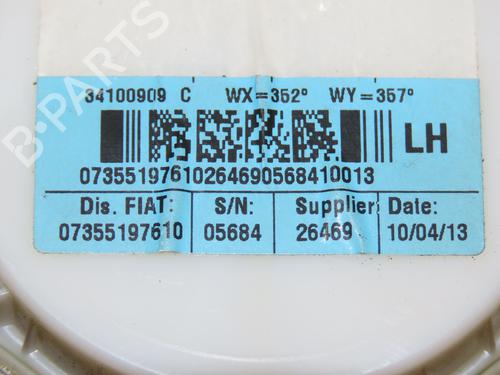 34100909 C WX=352° WY=357°
LH
07355197610264690568410013
Dis. FIAT: S/N: Supplier: Date:
07355197610 05684 26469 10/04/13
B-PARTS